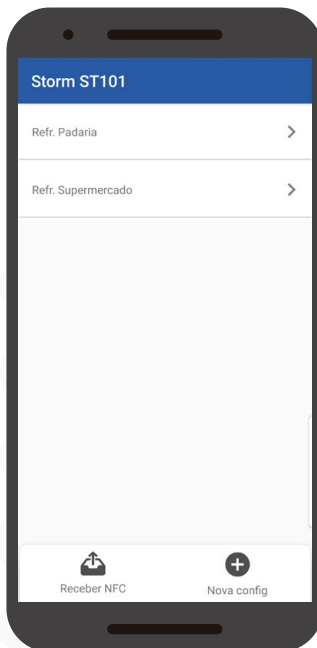 Storm ST101
Refr. Padaria
Refr. Supermercado
Receber NFC
Nova config